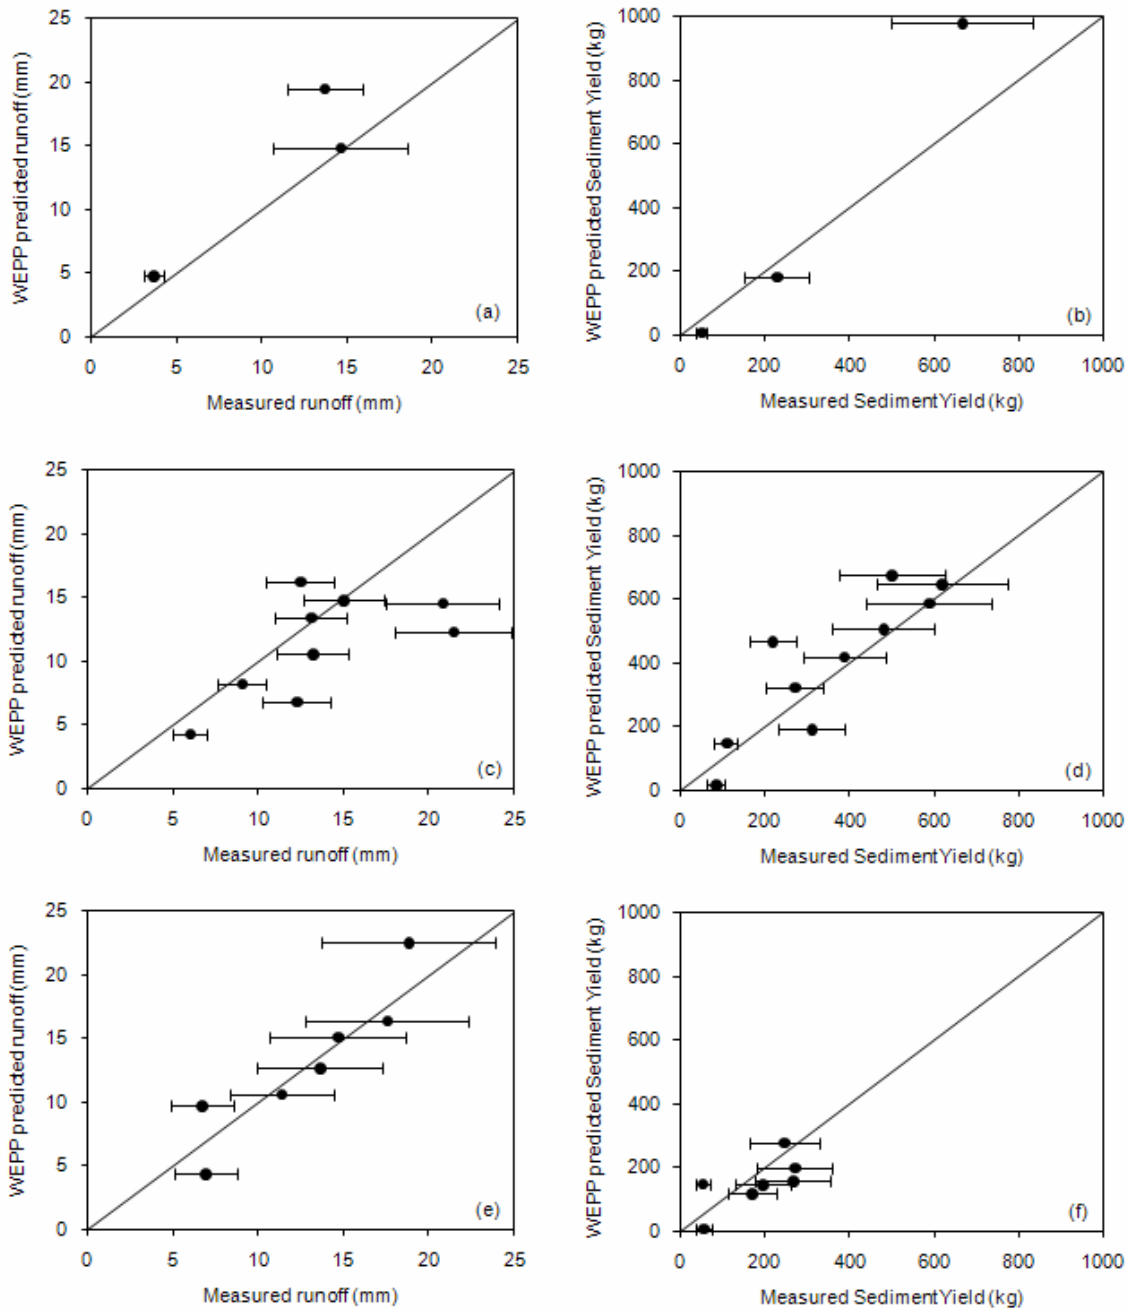 WEPP predicted runoff (mm)
25
20
15
10
5
0
(a)
0 5 10 15 20 25
Measured runoff (mm)
WEPP predicted Sediment Yield (kg)
1000
800
600
400
200
0
(b)
0 200 400 600 800 1000
Measured Sediment Yield (kg)
WEPP predicted runoff (mm)
25
20
15
10
5
0
(c)
0 5 10 15 20 25
Measured runoff (mm)
WEPP predicted Sediment Yield (kg)
1000
800
600
400
200
0
(d)
0 200 400 600 800 1000
Measured Sediment Yield (kg)
WEPP predicted runoff (mm)
25
20
15
10
5
0
(e)
0 5 10 15 20 25
Measured runoff (mm)
WEPP predicted Sediment Yield (kg)
1000
800
600
400
200
0
(f)
0 200 400 600 800 1000
Measured Sediment Yield (kg)